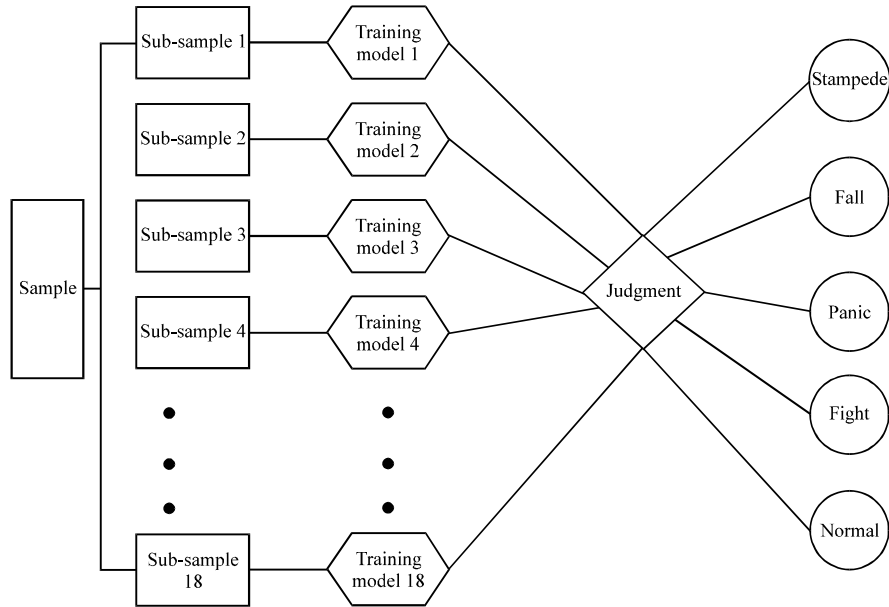 Sample
Sub-sample 1
Sub-sample 2
Sub-sample 3
Sub-sample 4
Sub-sample
18
Training
model 1
Training
model 2
Training
model 3
Training
model 4
Training
model 18
Judgment
Stampede
Fall
Panic
Fight
Normal